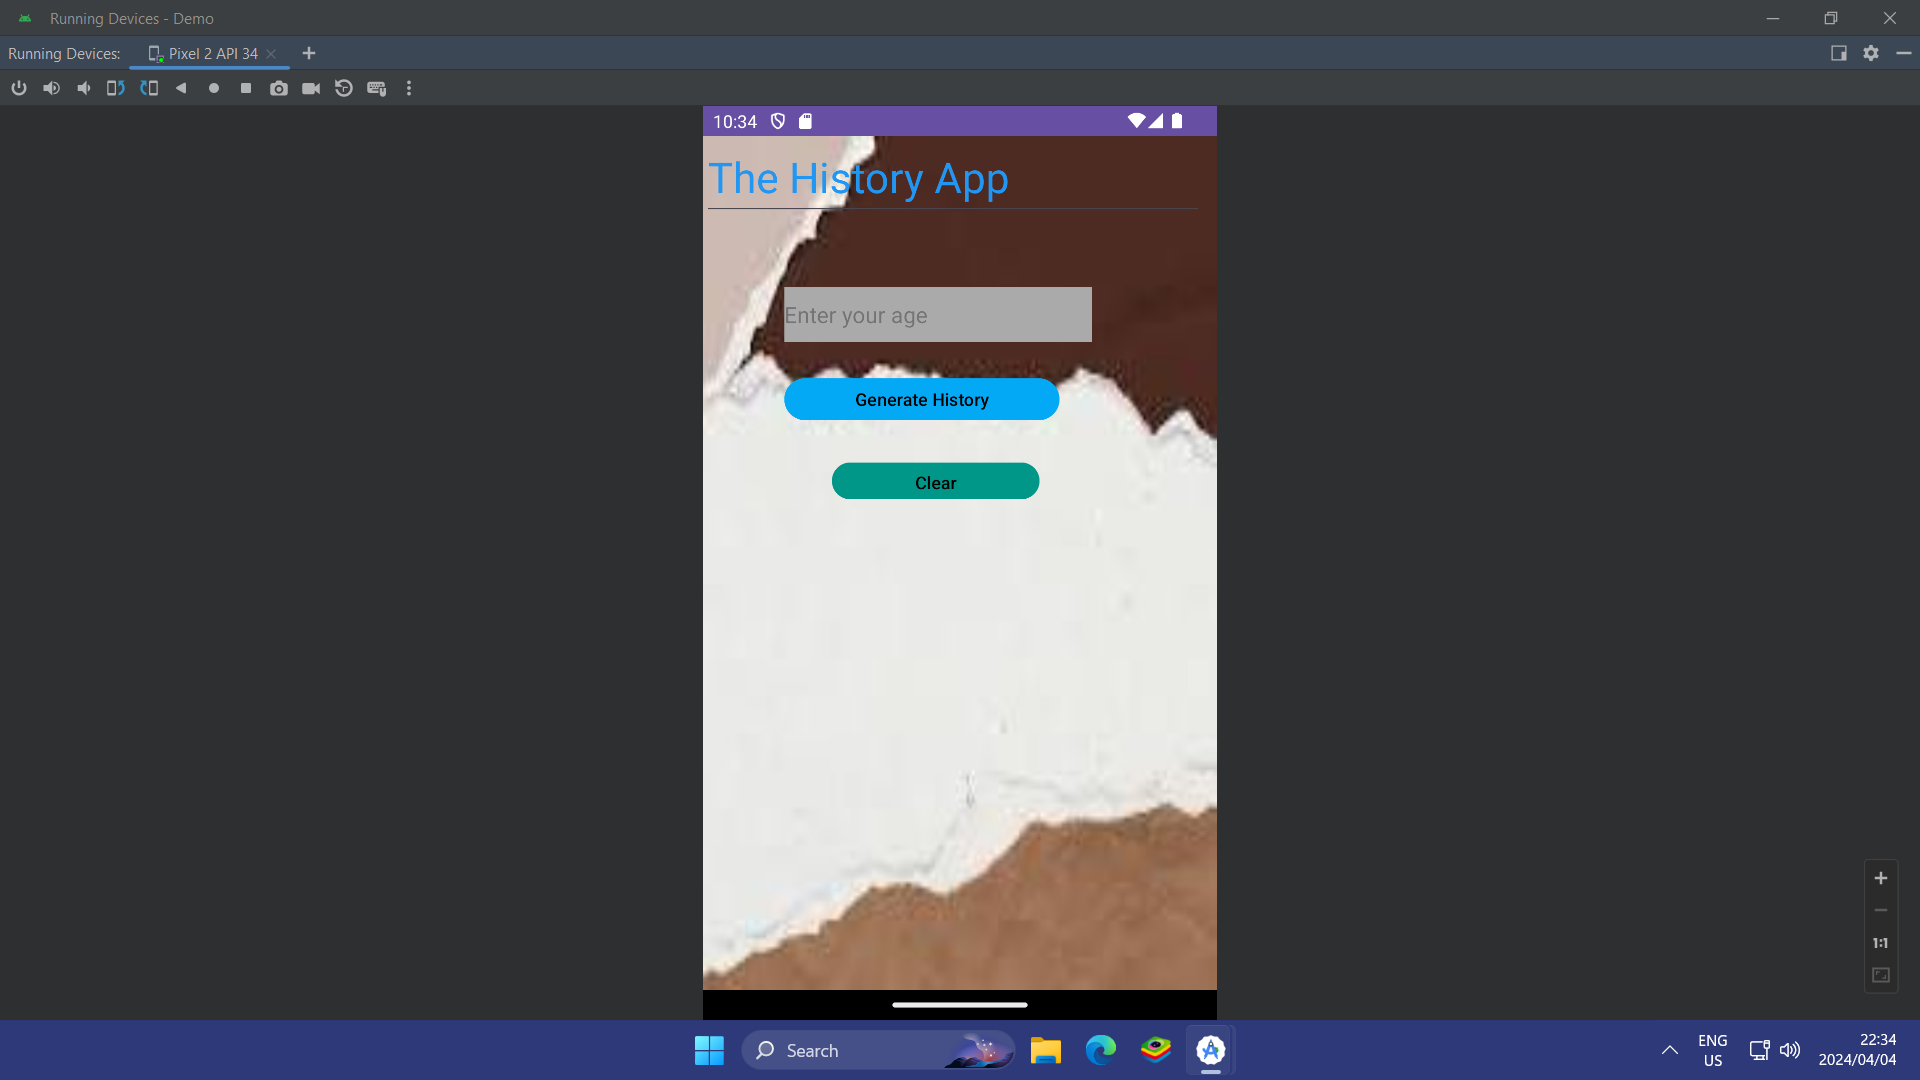 Running Devices - Demo
Running Devices: Pixel 2 API 34
10:34
The History App
Enter your age
Generate History
Clear
1:1
Search
ENG
US
22:34
2024/04/04